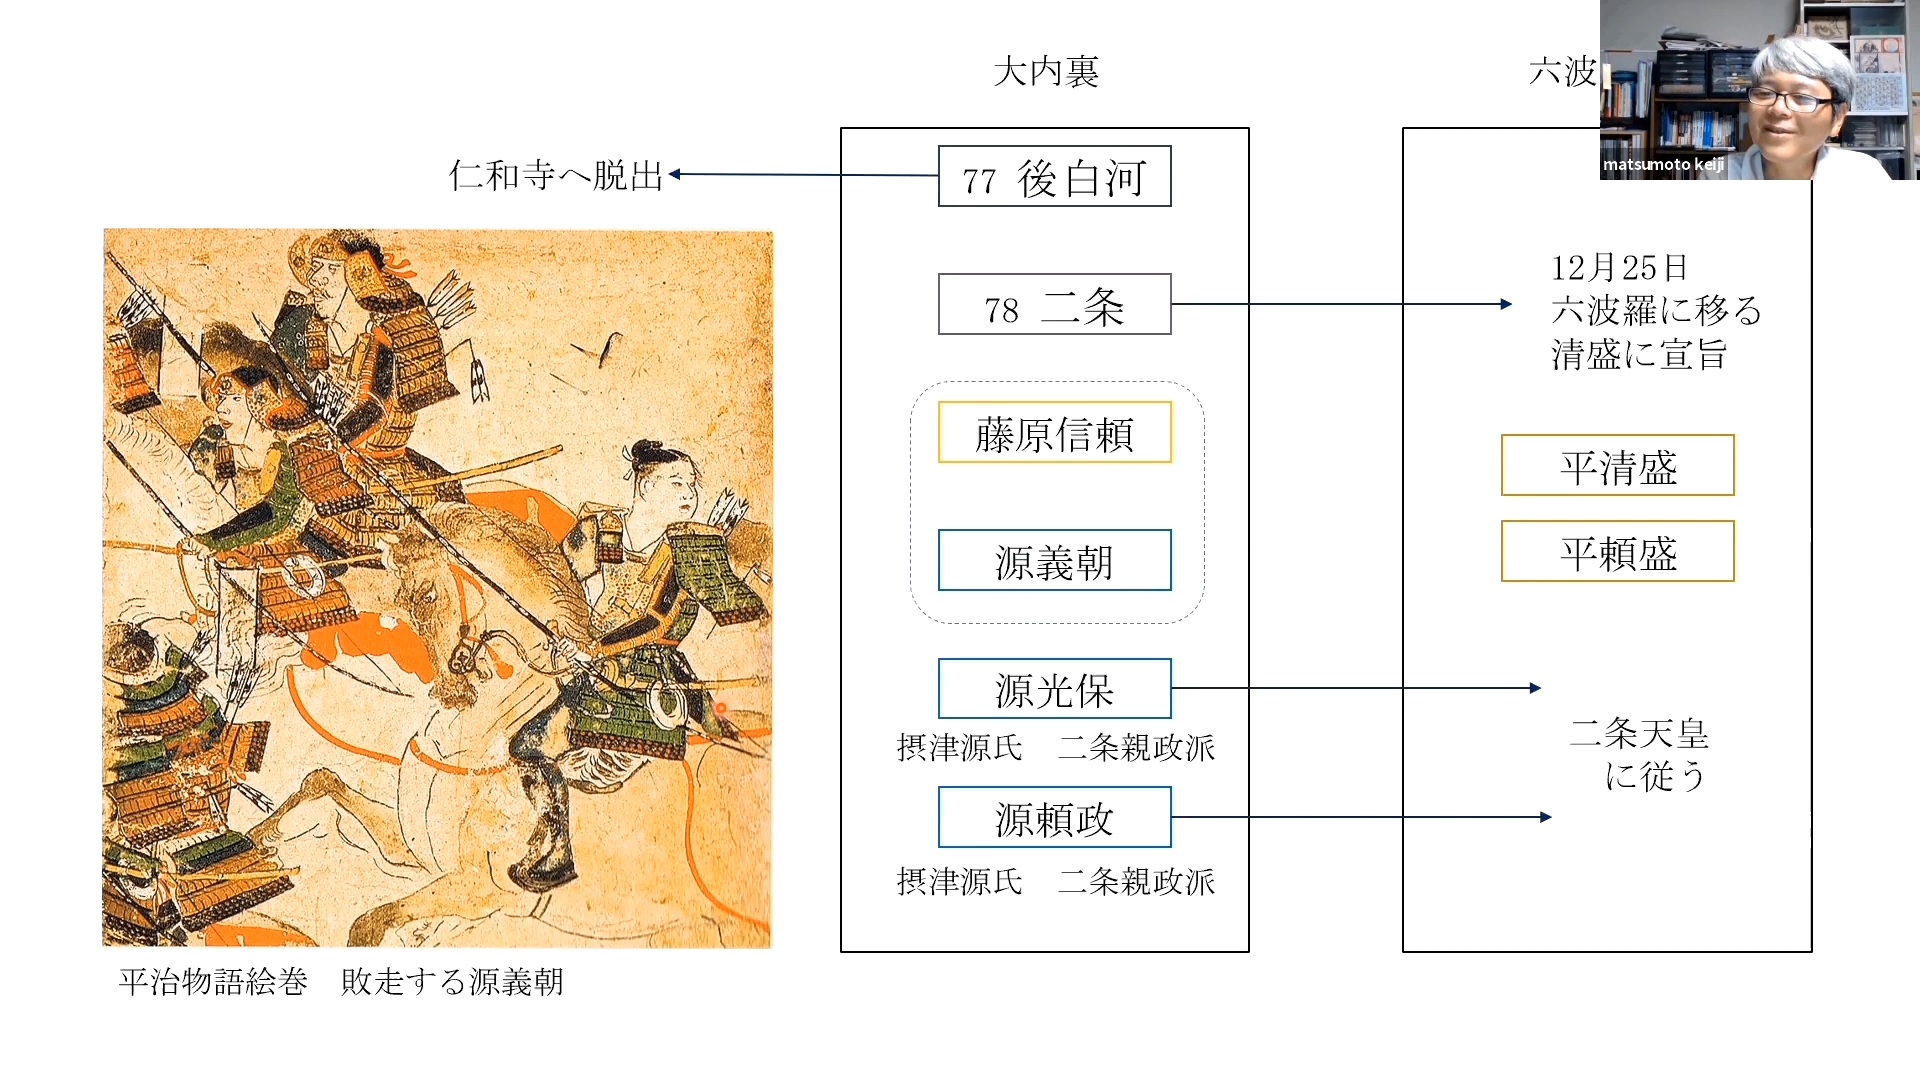 大内裏
六波
matsumoto keiji
仁和寺へ脱出
77 後白河
78 二条
12月25日
六波羅に移る
清盛に宣旨
藤原信頼
平清盛
源義朝
平頼盛
源光保
摂津源氏　二条親政派
二条天皇
に従う
源頼政
摂津源氏　二条親政派
平治物語絵巻　敗走する源義朝